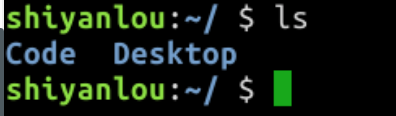 shiyanlou:~/ $ ls
Code  Desktop
shiyanlou:~/ $